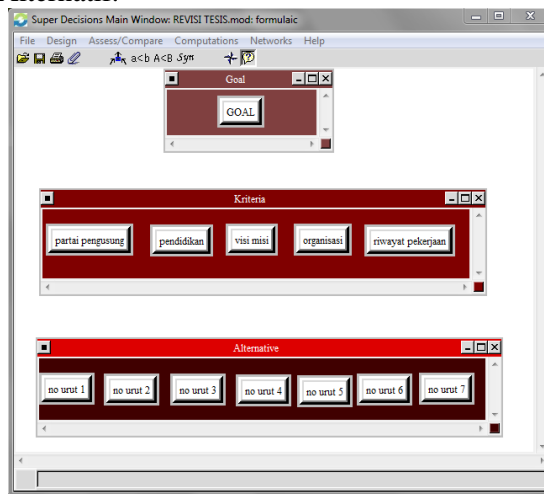 Super Decisions Main Window: REVISI TESIS.mod: formulaic
File Design Assess/Compare Computations Networks Help
a<b A<B Syπ
Goal
GOAL
Kriteria
partai pengusung pendidikan visi misi organisasi riwayat pekerjaan
Alternative
no urut 1 no urut 2 no urut 3 no urut 4 no urut 5 no urut 6 no urut 7